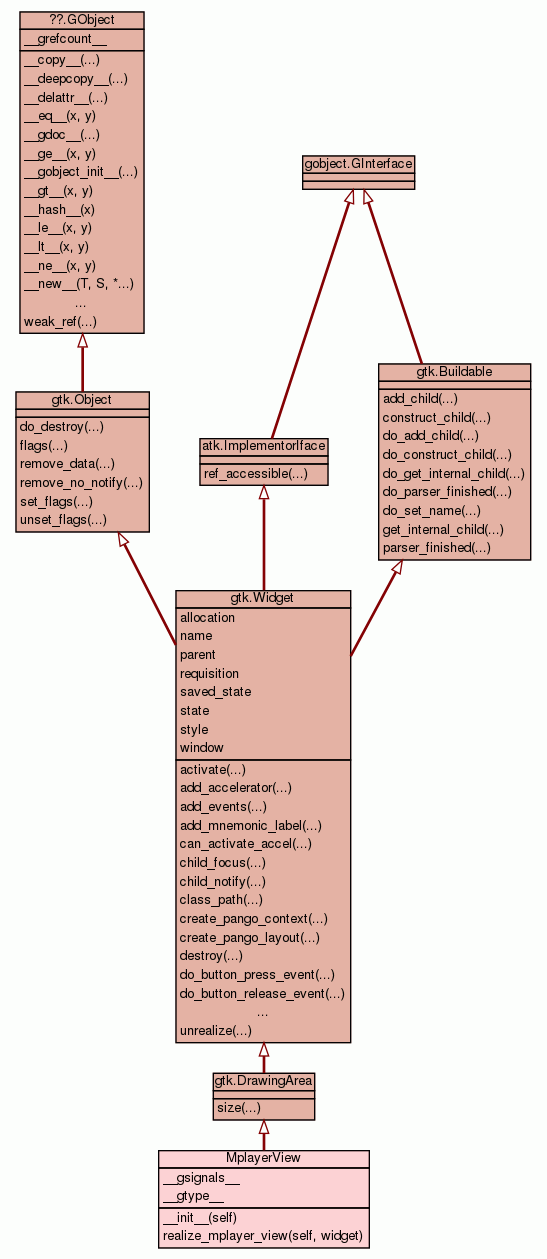 ??.GObject
__grefcount__
__copy__(...)
__deepcopy__(...)
__delattr__(...)
__eq__(x, y)
__gdoc__(...)
__ge__(x, y)
__gobject_init__(...)
__gt__(x, y)
__hash__(x)
__le__(x, y)
__lt__(x, y)
__ne__(x, y)
__new__(T, S, *...)
...
weak_ref(...)
gobject.GInterface
gtk.Object
do_destroy(...)
flags(...)
remove_data(...)
remove_no_notify(...)
set_flags(...)
unset_flags(...)
atk.ImplementorIface
ref_accessible(...)
gtk.Buildable
add_child(...)
construct_child(...)
do_add_child(...)
do_construct_child(...)
do_get_internal_child(...)
do_parser_finished(...)
do_set_name(...)
get_internal_child(...)
parser_finished(...)
gtk.Widget
allocation
name
parent
requisition
saved_state
state
style
window
activate(...)
add_accelerator(...)
add_events(...)
add_mnemonic_label(...)
can_activate_accel(...)
child_focus(...)
child_notify(...)
class_path(...)
create_pango_context(...)
create_pango_layout(...)
destroy(...)
do_button_press_event(...)
do_button_release_event(...)
...
unrealize(...)
gtk.DrawingArea
size(...)
MplayerView
__gsignals__
__gtype__
__init__(self)
realize_mplayer_view(self, widget)